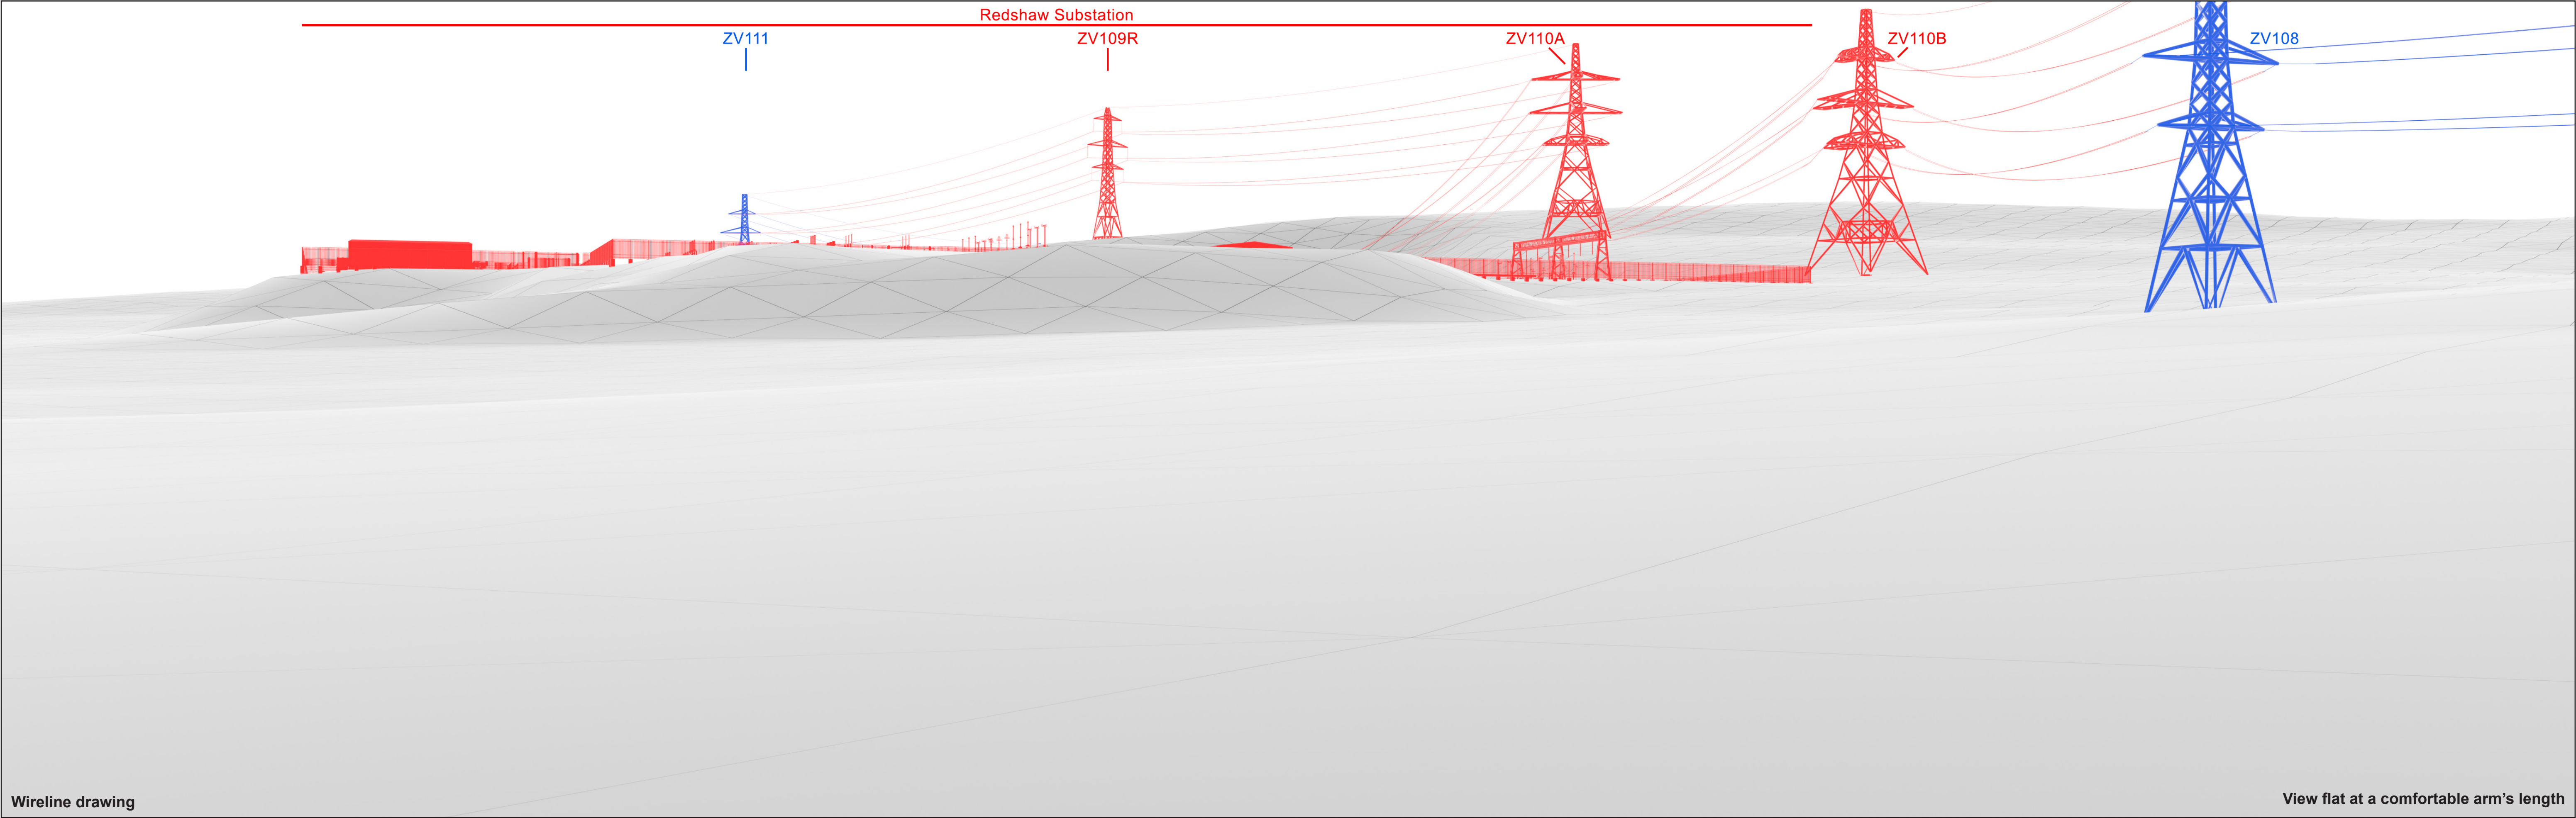 Redshaw Substation
ZV111
ZV109R
ZV110A
ZV110B
ZV108
Wireline drawing
View flat at a comfortable arm’s length